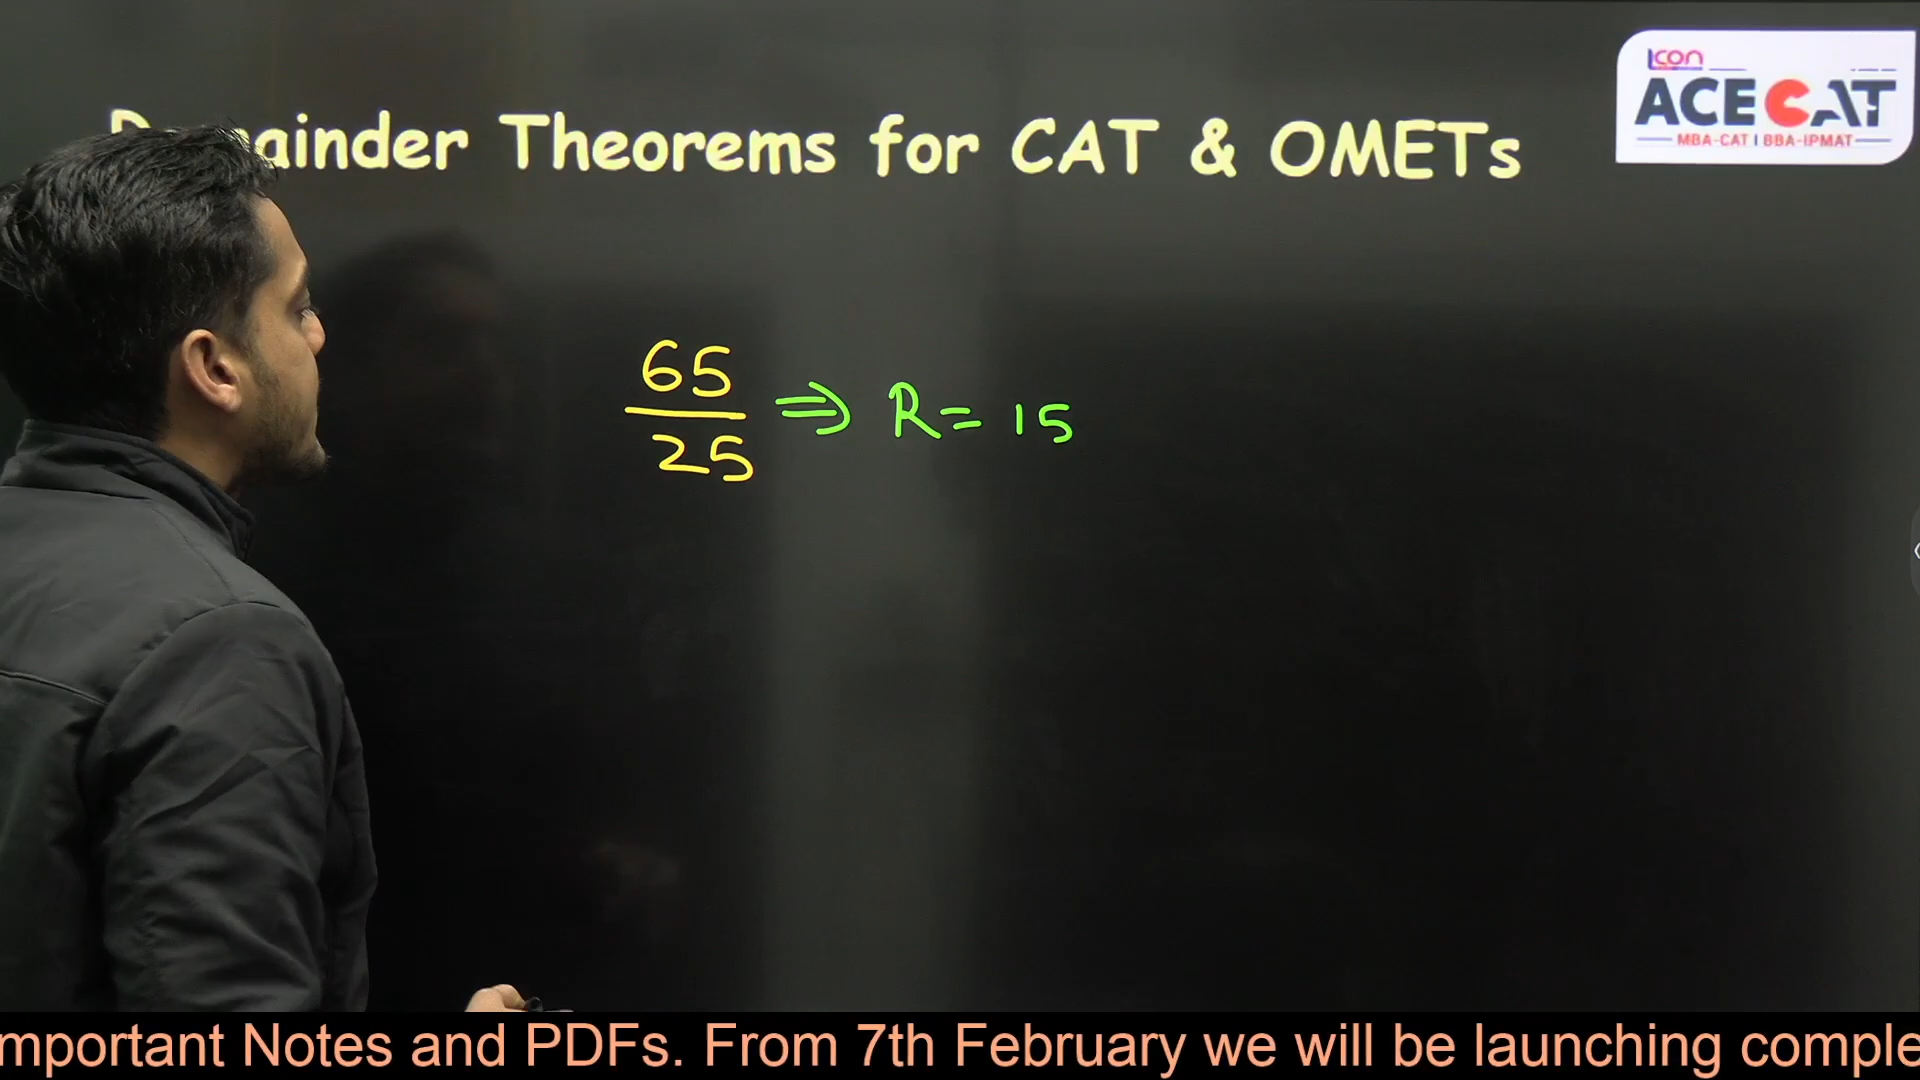 Remainder Theorems for CAT & OMETs
Icon
ACE CAT
MBA-CAT | BBA-IPMAT
65
25
⇒ R = 15
mportant Notes and PDFs. From 7th February we will be launching comple